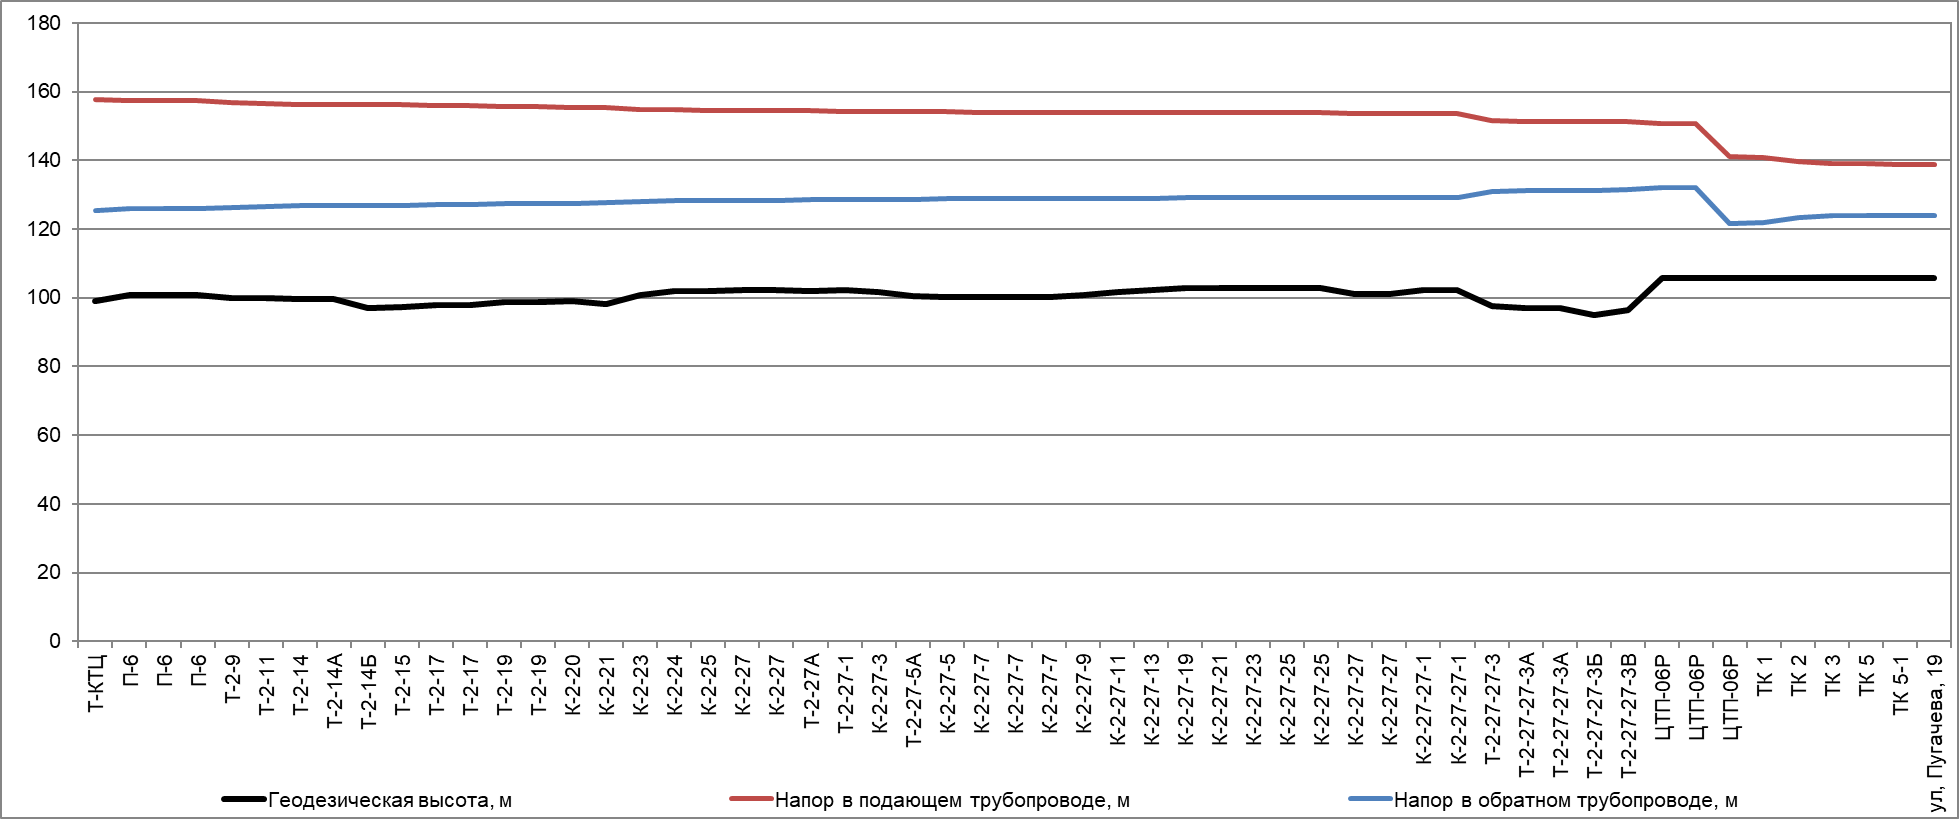 180
160
140
120
100
80
60
40
20
0
Т-КТЦ
П-6
П-6
П-6
Т-2-9
Т-2-11
Т-2-14
Т-2-14А
Т-2-14Б
Т-2-15
Т-2-17
Т-2-17
Т-2-19
Т-2-19
К-2-20
К-2-21
К-2-23
К-2-24
К-2-25
К-2-27
К-2-27
Т-2-27А
Т-2-27-1
К-2-27-3
Т-2-27-5А
К-2-27-5
К-2-27-7
К-2-27-7
К-2-27-7
К-2-27-9
К-2-27-11
К-2-27-13
К-2-27-19
К-2-27-21
К-2-27-23
К-2-27-25
К-2-27-25
К-2-27-27
К-2-27-27
К-2-27-27-1
К-2-27-27-1
Т-2-27-27-3
Т-2-27-27-3А
Т-2-27-27-3А
Т-2-27-27-3Б
Т-2-27-27-3В
ЦТП-06Р
ЦТП-06Р
ЦТП-06Р
ТК 1
ТК 2
ТК 3
ТК 5
ТК 5-1
ул, Пугачева, 19
Геодезическая высота, м
Напор в подающем трубопроводе, м
Напор в обратном трубопроводе, м